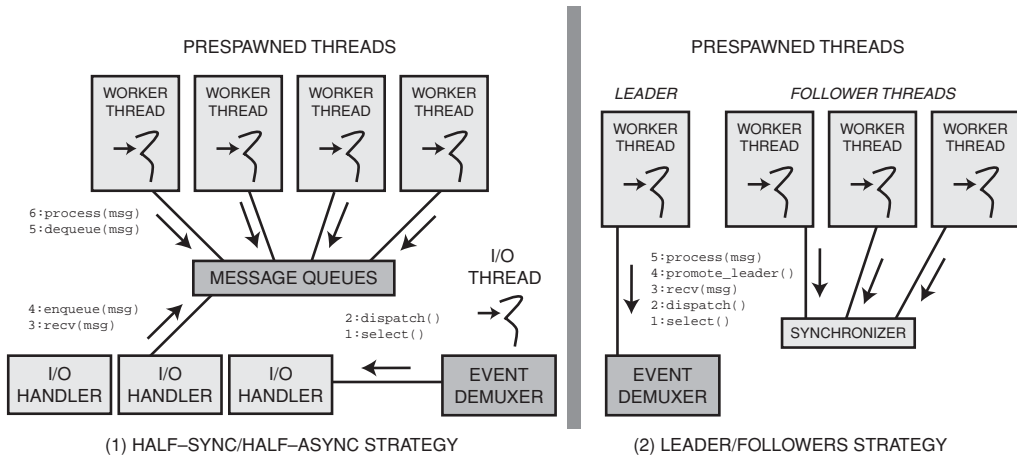 PRESPAWNED THREADS
WORKER
THREAD
WORKER
THREAD
WORKER
THREAD
WORKER
THREAD
6:process(msg)
5:dequeue(msg)
MESSAGE QUEUES
I/O
THREAD
4:enqueue(msg)
3:recv(msg)
2:dispatch()
1:select()
I/O
HANDLER
I/O
HANDLER
I/O
HANDLER
EVENT
DEMUXER
(1) HALF–SYNC/HALF–ASYNC STRATEGY
PRESPAWNED THREADS
LEADER
FOLLOWER THREADS
WORKER
THREAD
WORKER
THREAD
WORKER
THREAD
WORKER
THREAD
5:process(msg)
4:promote_leader()
3:recv(msg)
2:dispatch()
1:select()
SYNCHRONIZER
EVENT
DEMUXER
(2) LEADER/FOLLOWERS STRATEGY